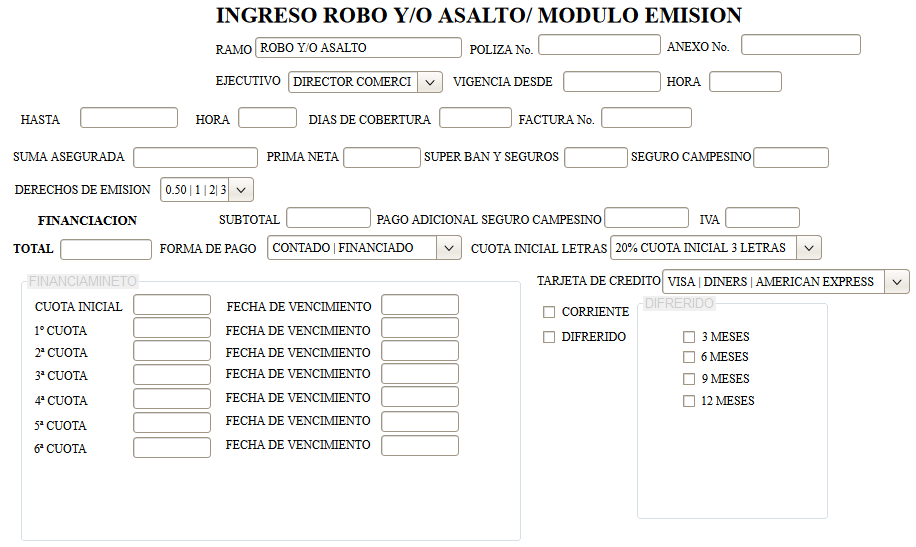 INGRESO ROBO Y/O ASALTO/ MODULO EMISION
RAMO ROBO Y/O ASALTO POLIZA No. ANEXO No.
EJECUTIVO DIRECTOR COMERCI VIGENCIA DESDE HORA
HASTA HORA DIAS DE COBERTURA FACTURA No.
SUMA ASEGURADA PRIMA NETA SUPER BAN Y SEGUROS SEGURO CAMPESINO
DERECHOS DE EMISION 0.50 | 1 | 2| 3
FINANCIACION SUBTOTAL PAGO ADICIONAL SEGURO CAMPESINO IVA
TOTAL FORMA DE PAGO CONTADO | FINANCIADO CUOTA INICIAL LETRAS 20% CUOTA INICIAL 3 LETRAS
FINANCIAMINETO
CUOTA INICIAL FECHA DE VENCIMIENTO
1º CUOTA FECHA DE VENCIMIENTO
2ª CUOTA FECHA DE VENCIMIENTO
3ª CUOTA FECHA DE VENCIMIENTO
4ª CUOTA FECHA DE VENCIMIENTO
5ª CUOTA FECHA DE VENCIMIENTO
6ª CUOTA FECHA DE VENCIMIENTO
TARJETA DE CREDITO VISA | DINERS | AMERICAN EXPRESS
CORRIENTE
DIFRERIDO
DIFRERIDO
3 MESES
6 MESES
9 MESES
12 MESES